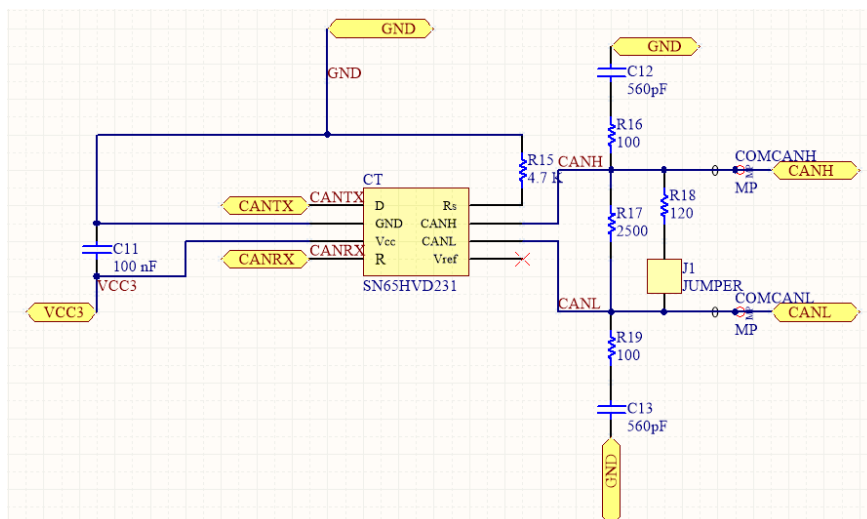 GND
GND
GND
C12
560pF
R16
100
R15
4.7 K
CANH
COMCANH
MP
MP
CANH
CT
CANTX
CANTX
D
Rs
GND
CANH
Vcc
CANL
R
Vref
SN65HVD231
CANRX
CANRX
C11
100 nF
VCC3
VCC3
R18
120
R17
2500
J1
JUMPER
CANL
COMCANL
MP
MP
CANL
R19
100
C13
560pF
GND